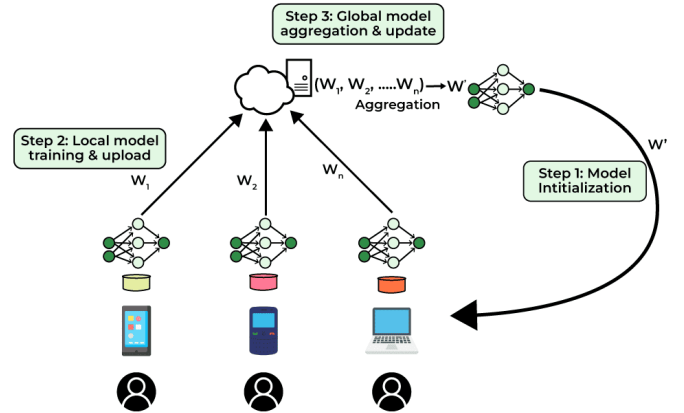 Step 3: Global model
aggregation & update
(W₁, W₂, .....Wₙ) W'
Aggregation
Step 2: Local model
training & upload
W'
Step 1: Model
Intitialization
W₁
W₂
Wₙ